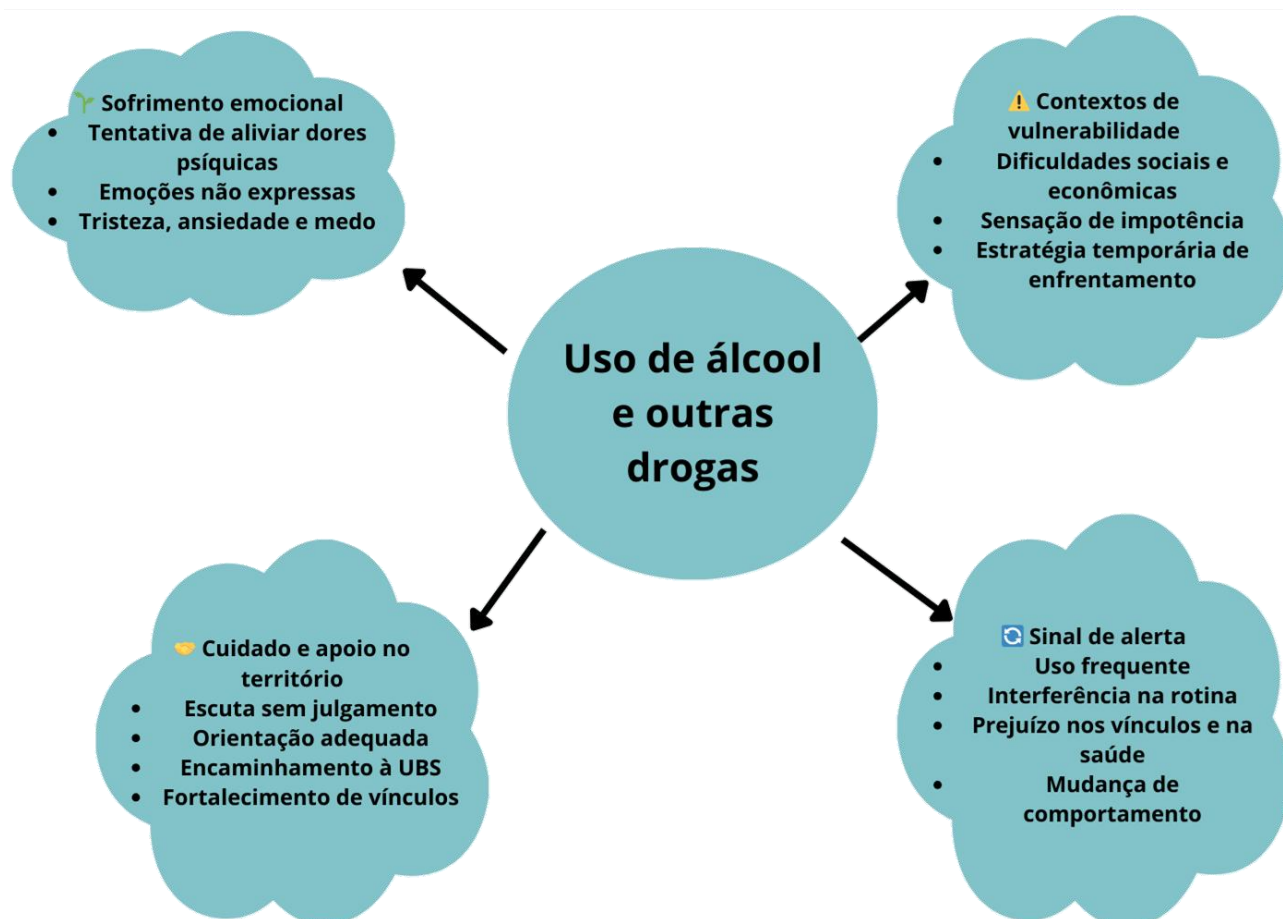 🌱 Sofrimento emocional
• Tentativa de aliviar dores
psíquicas
• Emoções não expressas
• Tristeza, ansiedade e medo
⚠️ Contextos de
vulnerabilidade
• Dificuldades sociais e
econômicas
• Sensação de impotência
• Estratégia temporária de
enfrentamento
Uso de álcool
e outras
drogas
🤝 Cuidado e apoio no
território
• Escuta sem julgamento
• Orientação adequada
• Encaminhamento à UBS
• Fortalecimento de vínculos
🔄 Sinal de alerta
• Uso frequente
• Interferência na rotina
• Prejuízo nos vínculos e na
saúde
• Mudança de
comportamento